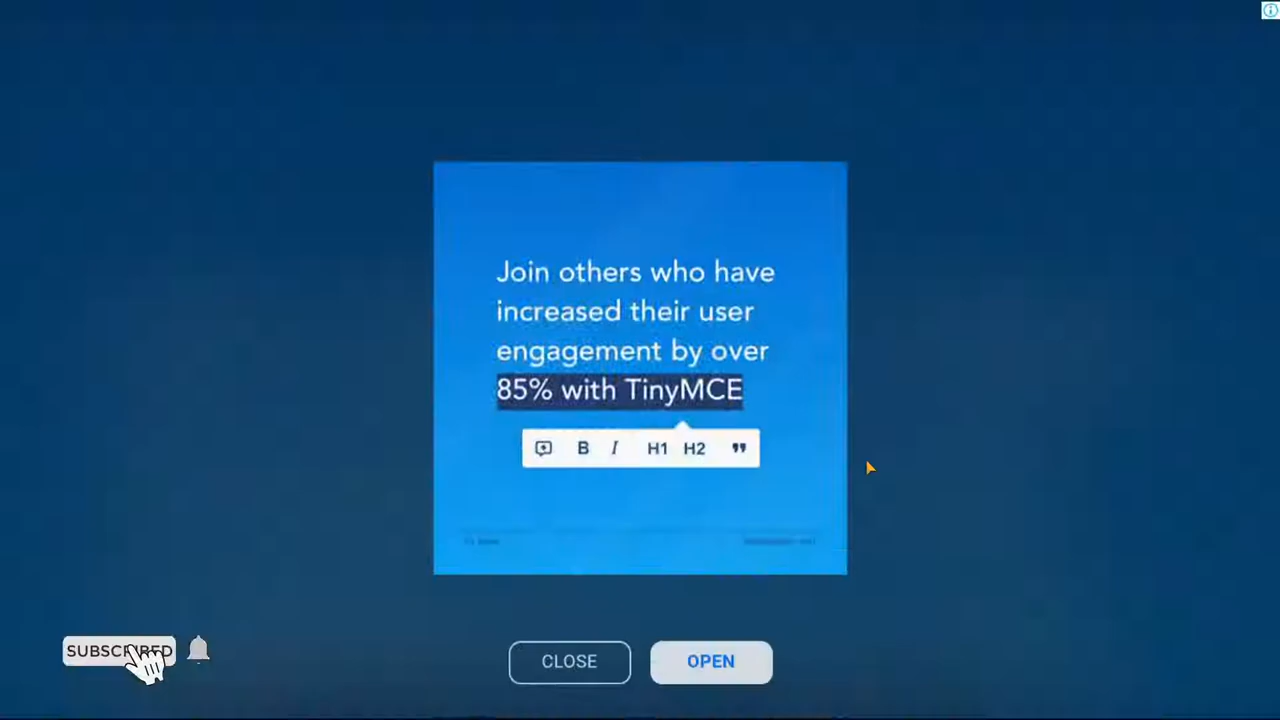 Join others who have
increased their user
engagement by over
85% with TinyMCE
B I H1 H2 ❞
SUBSCRIBED
CLOSE OPEN